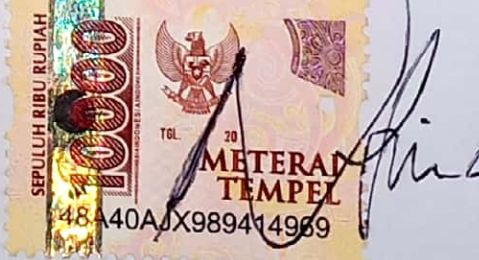 SEPULUH RIBU RUPIAH
10000
TGL. 20
METERAI
TEMPEL
48A40AJX989414969